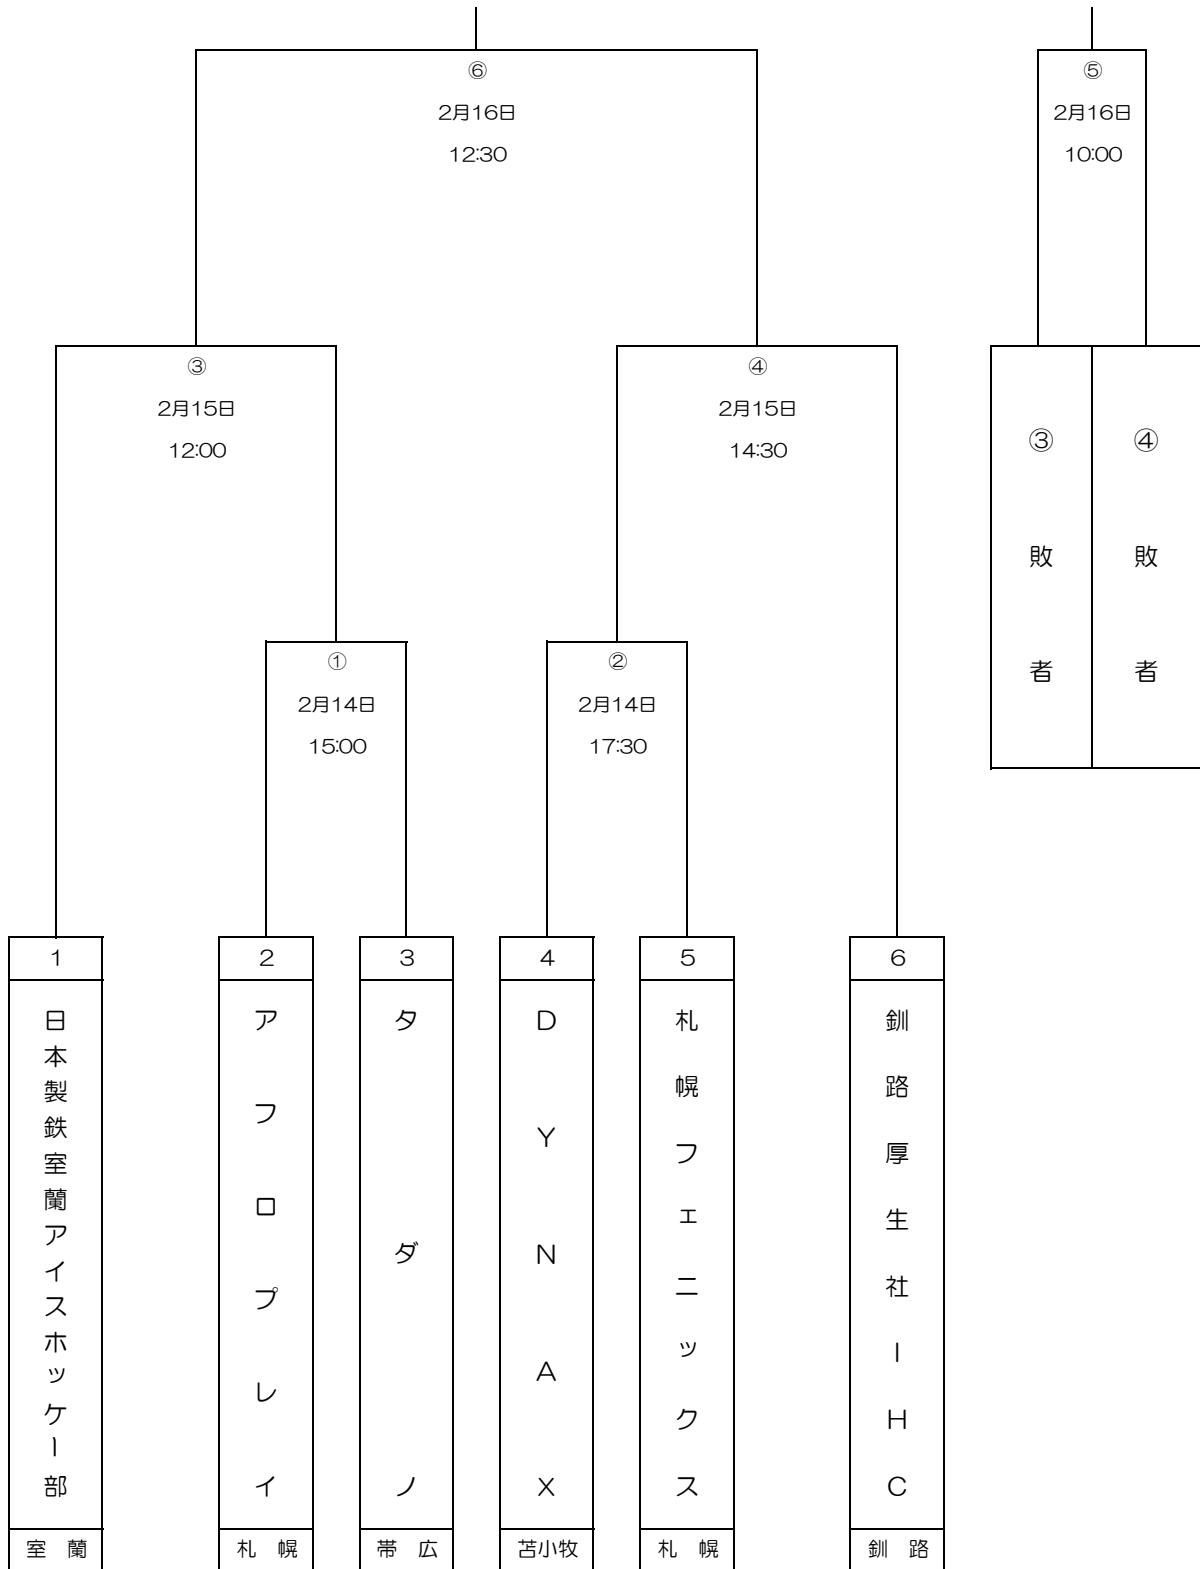 ⑥
2月16日
12:30
⑤
2月16日
10:00
③
2月15日
12:00
④
2月15日
14:30
③敗者
④敗者
①
2月14日
15:00
②
2月14日
17:30
1
日本製鉄室蘭アイスホッケー部
室 蘭
2
アフロプレイ
札 幌
3
タダノ
帯 広
4
DYNAX
苫小牧
5
札幌フェニックス
札 幌
6
釧路厚生社IHC
釧 路